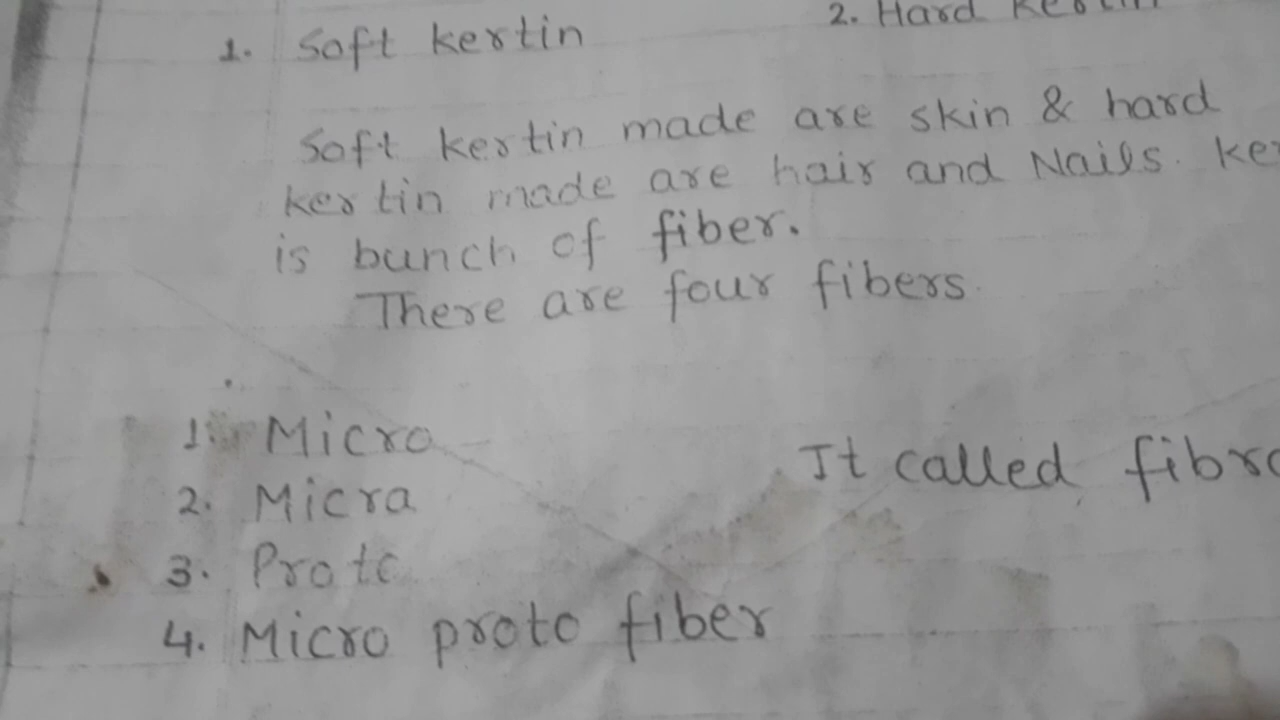 1. Soft kertin 2. Hard
Soft kertin made are skin & hard
kertin made are hair and Nails.
is bunch of fiber.
There are four fibers.
1. Micro
2. Micra
It called
3. Proto
4. Micro proto fiber